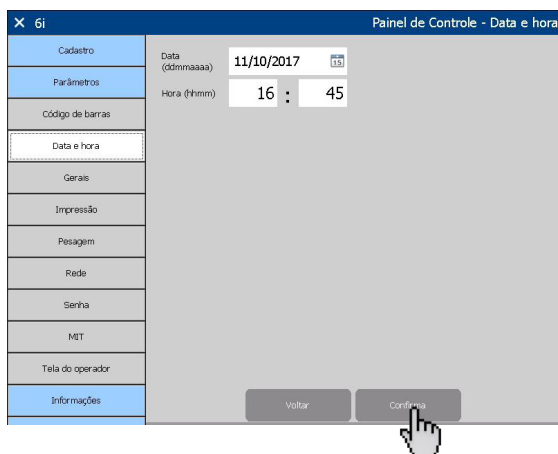 ✕ 6i
Painel de Controle - Data e hora
Cadastro
Parâmetros
Código de barras
Data e hora
Gerais
Impressão
Pesagem
Rede
Senha
MIT
Tela do operador
Informações
Data
(ddmmaaaa)
11/10/2017
15
Hora (hhmm)
16 : 45
Voltar
Confirma